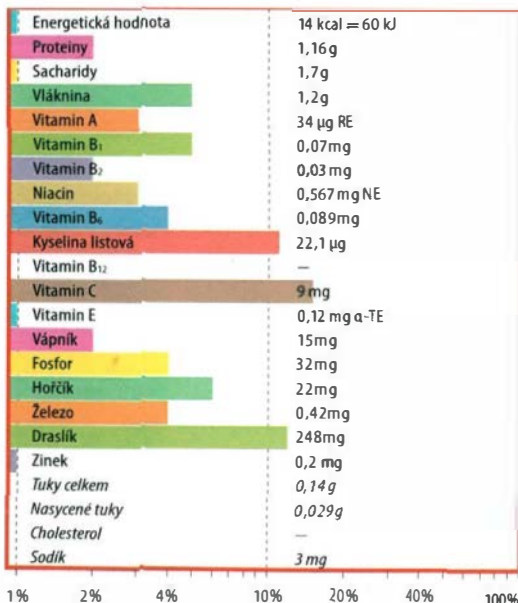 Energetická hodnota 14 kcal = 60 kJ
Proteiny 1,16g
Sacharidy 1,7g
Vláknina 1,2g
Vitamin A 34 µg RE
Vitamin B₁ 0,07mg
Vitamin B₂ 0,03 mg
Niacin 0,567 mg NE
Vitamin B₆ 0,089mg
Kyselina listová 22,1 µg
Vitamin B₁₂ —
Vitamin C 9 mg
Vitamin E 0,12 mg α-TE
Vápník 15mg
Fosfor 32mg
Hořčík 22mg
Železo 0,42mg
Draslík 248mg
Zinek 0,2 mg
Tuky celkem 0,14g
Nasycené tuky 0,029g
Cholesterol —
Sodík 3 mg
1% 2% 4% 10% 20% 40% 100%